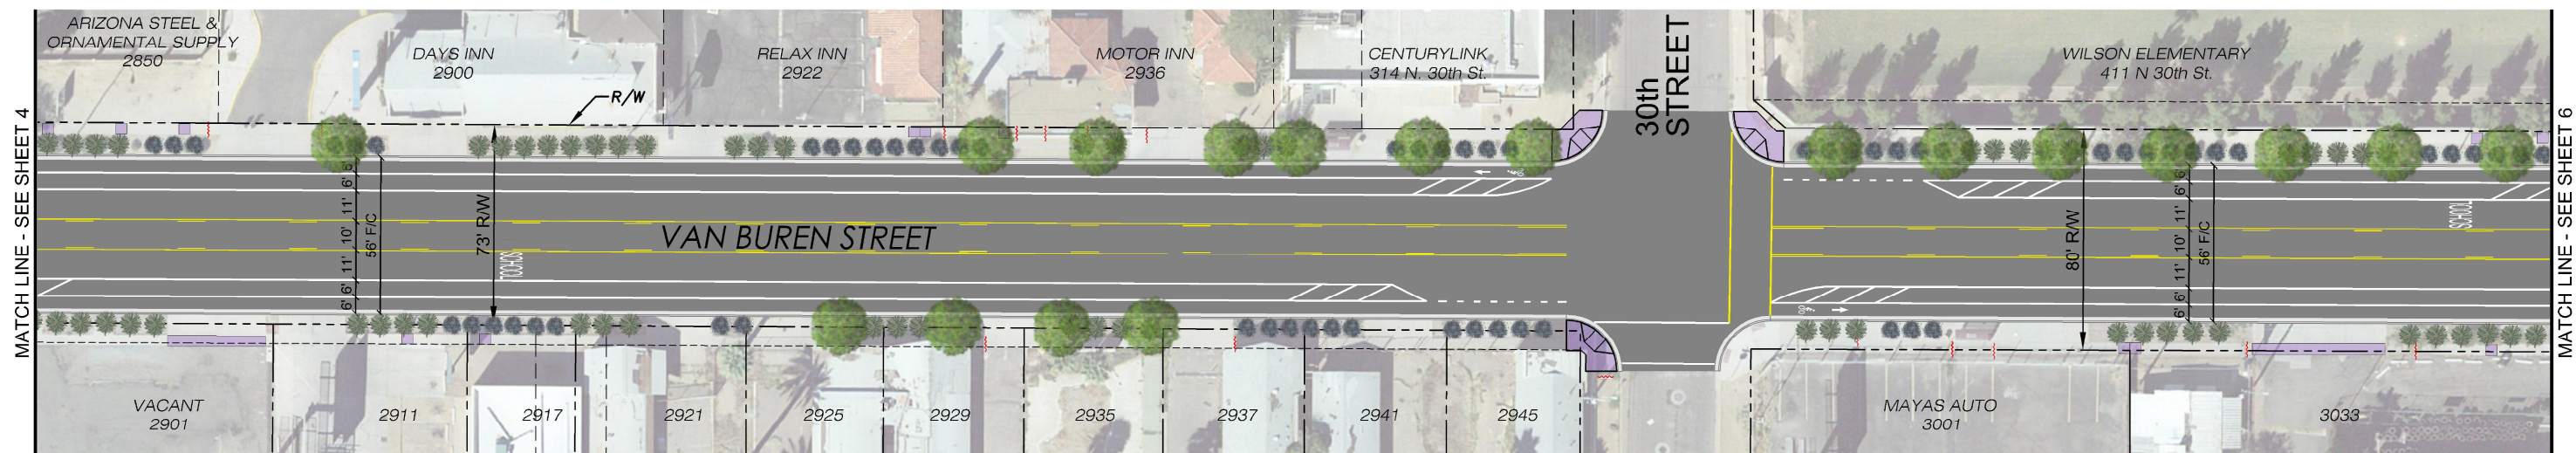 MATCH LINE - SEE SHEET 4
ARIZONA STEEL &
ORNAMENTAL SUPPLY
2850
DAYS INN
2900
R/W
RELAX INN
2922
MOTOR INN
2936
CENTURYLINK
314 N. 30th St.
30th
STREET
WILSON ELEMENTARY
411 N 30th St.
MATCH LINE - SEE SHEET 6
6'
6'
11'
10'
11'
6'
6'
56' F/C
73' R/W
SCHOOL
VAN BUREN STREET
80' R/W
6'
6'
11'
10'
11'
6'
6'
56' F/C
SCHOOL
VACANT
2901
2911
2917
2921
2925
2929
2935
2937
2941
2945
MAYAS AUTO
3001
3033